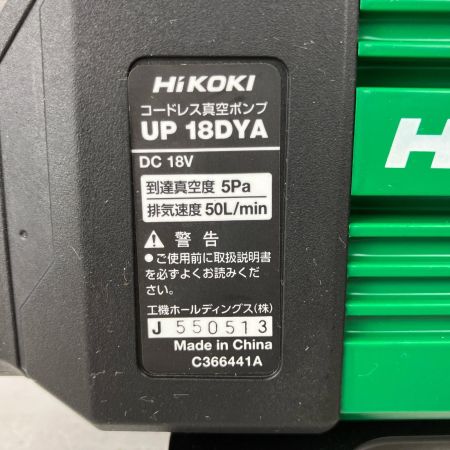 HiKOKI
コードレス真空ポンプ
UP 18DYA
DC 18V
到達真空度 5Pa
排気速度 50L/min
警告
●ご使用前に取扱説明書
を必ずよくお読みくだ
さい。
工機ホールディングス(株)
J 550513
Made in China
C366441A
H